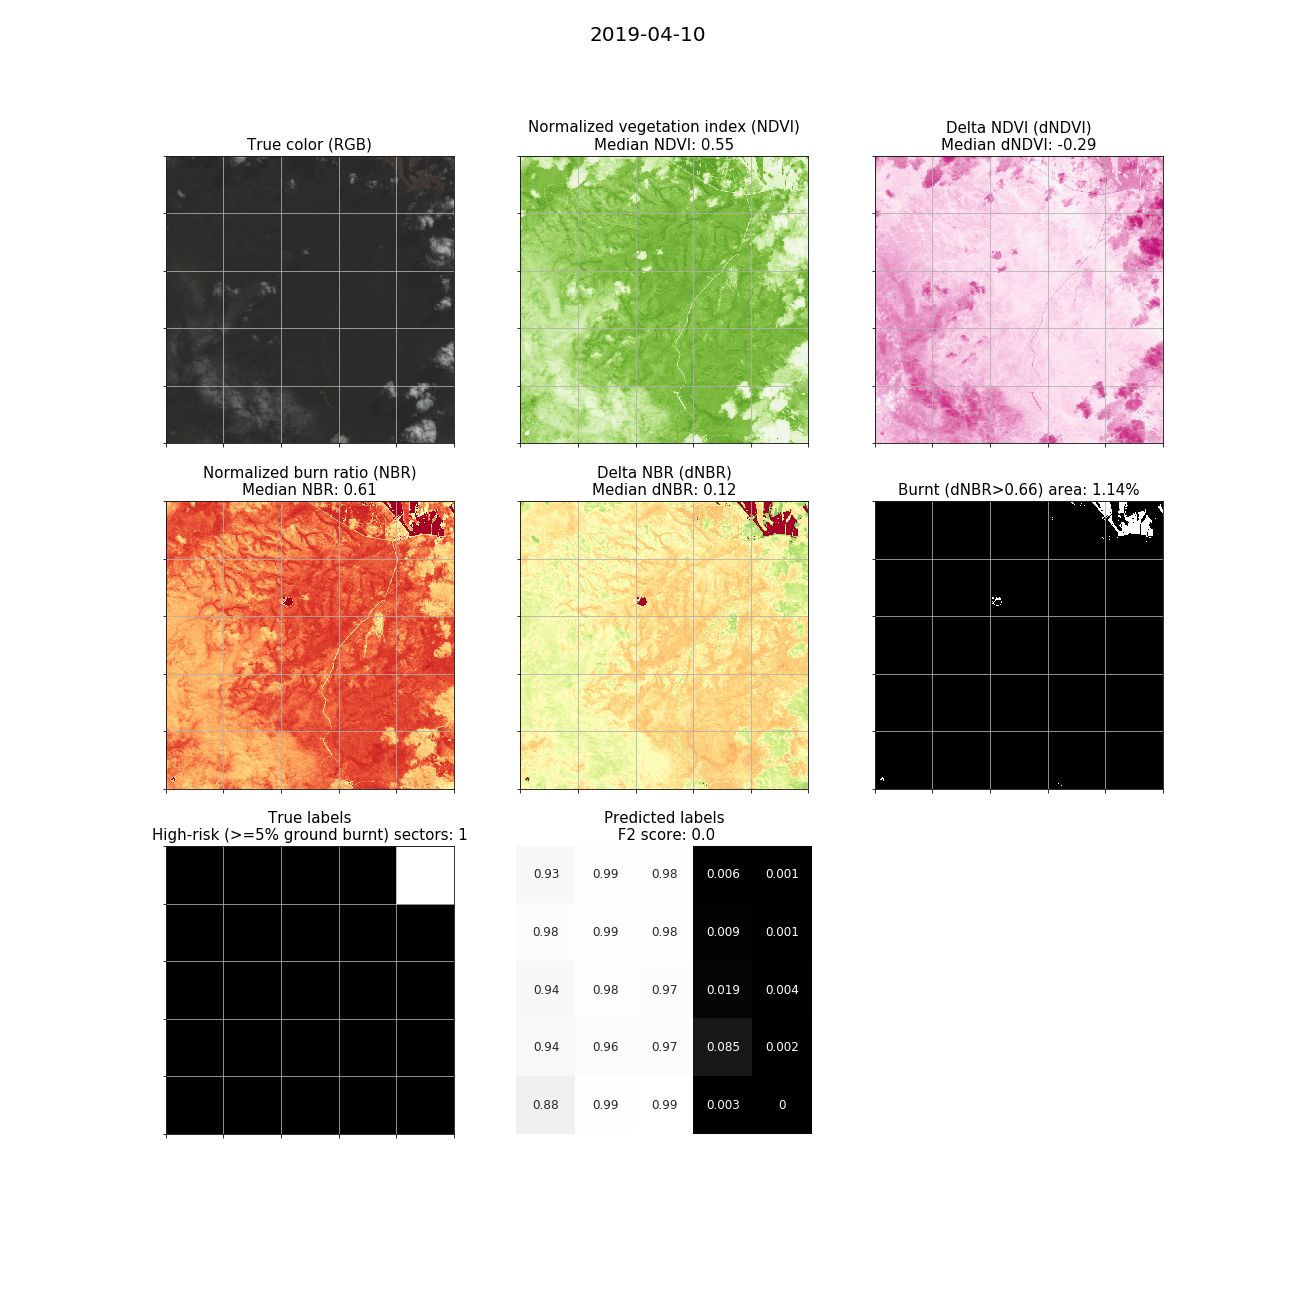 2019-04-10
True color (RGB)
Normalized vegetation index (NDVI)
Median NDVI: 0.55
Delta NDVI (dNDVI)
Median dNDVI: -0.29
Normalized burn ratio (NBR)
Median NBR: 0.61
Delta NBR (dNBR)
Median dNBR: 0.12
Burnt (dNBR>0.66) area: 1.14%
True labels
High-risk (>=5% ground burnt) sectors: 1
Predicted labels
F2 score: 0.0
0.93 0.99 0.98 0.006 0.001
0.98 0.99 0.98 0.009 0.001
0.94 0.98 0.97 0.019 0.004
0.94 0.96 0.97 0.085 0.002
0.88 0.99 0.99 0.003 0